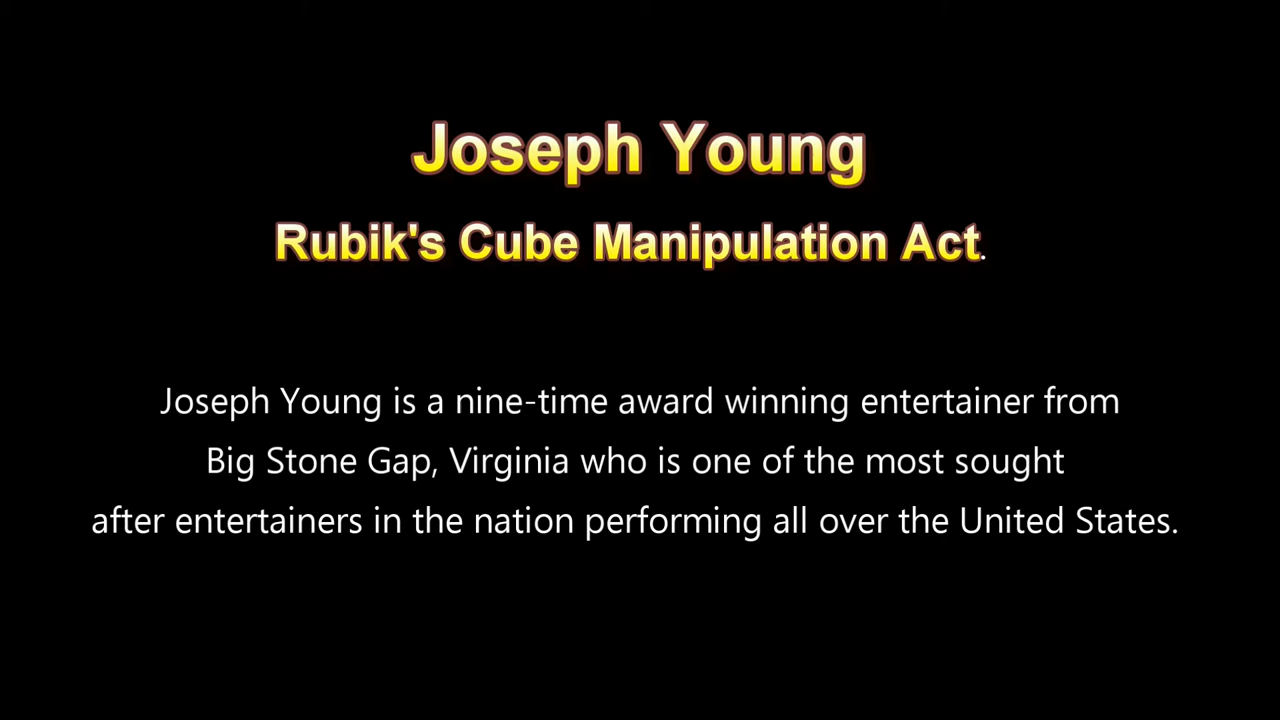 Joseph Young
Rubik's Cube Manipulation Act.
Joseph Young is a nine-time award winning entertainer from
Big Stone Gap, Virginia who is one of the most sought
after entertainers in the nation performing all over the United States.